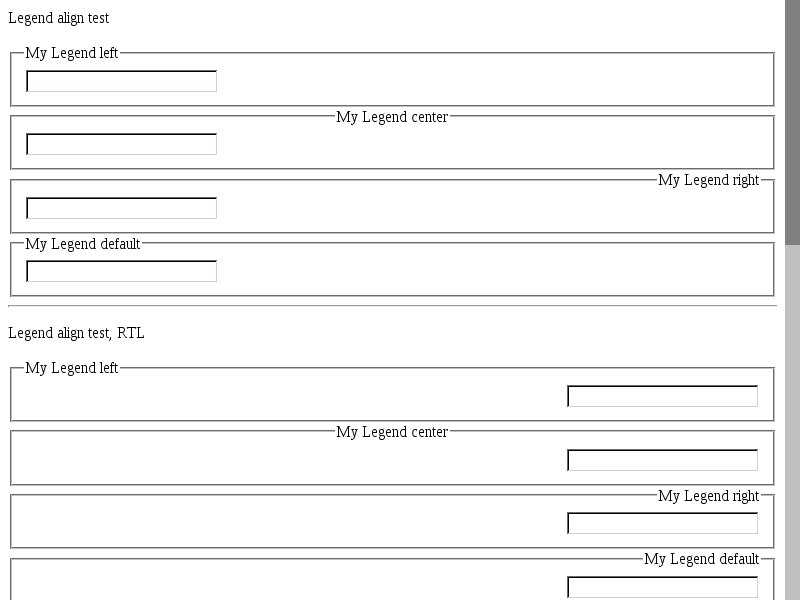 Legend align test
My Legend left
My Legend center
My Legend right
My Legend default
Legend align test, RTL
My Legend left
My Legend center
My Legend right
My Legend default